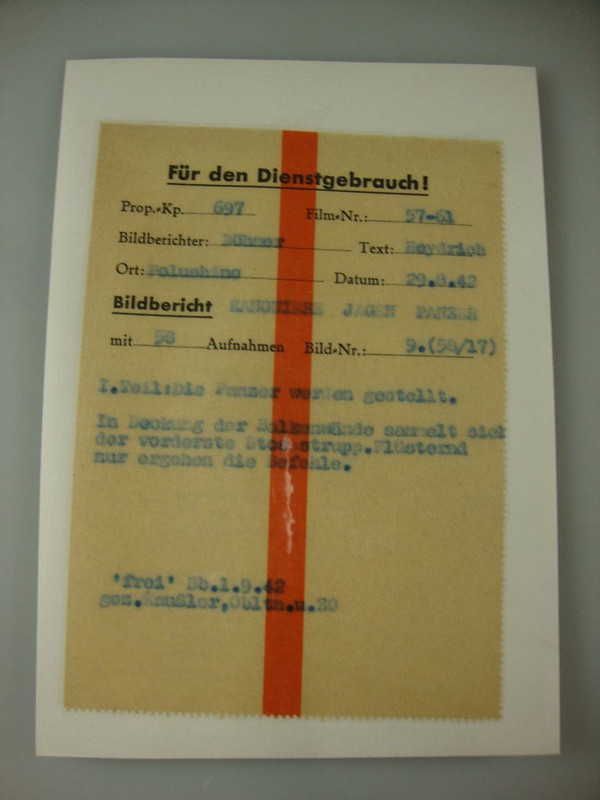 Für den Dienstgebrauch!
Prop.-Kp. 697 Film-Nr.: 57-61
Bildberichter: Böhmer Text: Heydrich
Ort: Polushino Datum: 29.8.42
Bildbericht KANONIERE JAGEN PANZER
mit 58 Aufnahmen Bild-Nr.: 9.(58/17)
I.Teil:Die Panzer werden gestellt.
In Deckung der Balkenwände sammelt sich
der vorderste Stosstrupp.Flüsternd
nur ergehen die Befehle.
'frei' Bb.1.9.42
gez. Obltn.u.ZO